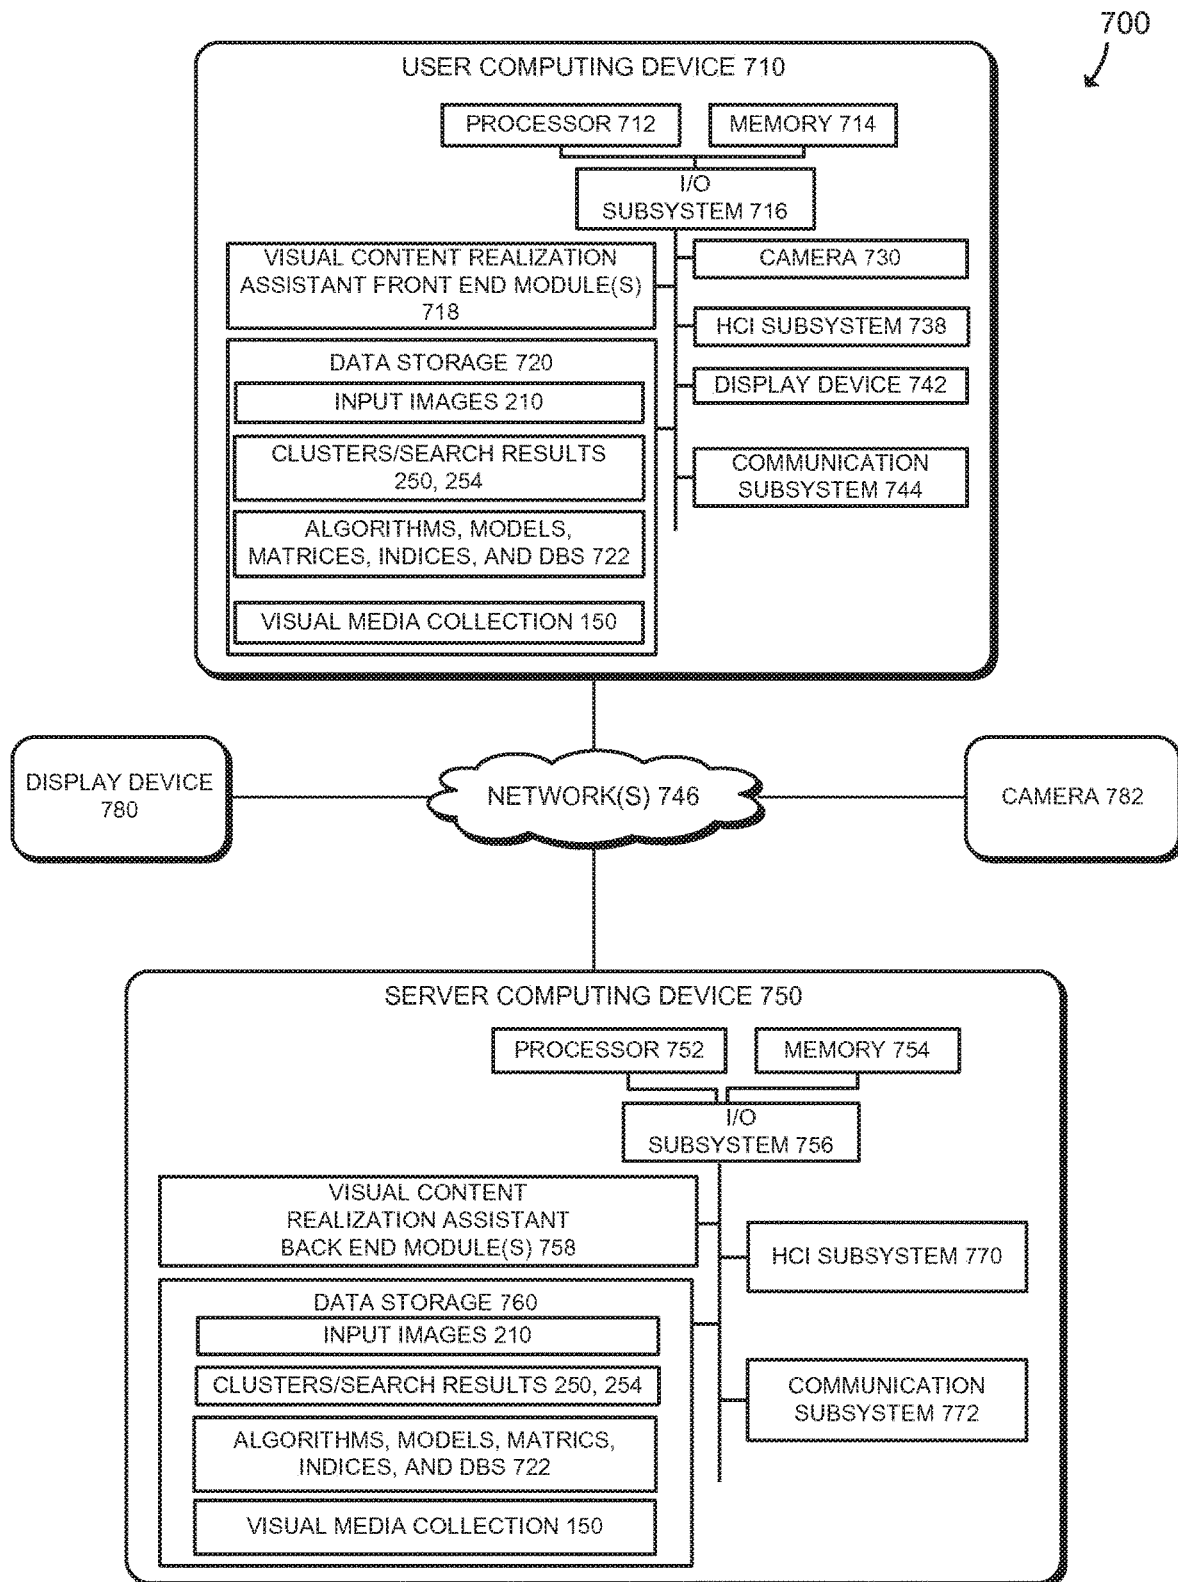 700
USER COMPUTING DEVICE 710
PROCESSOR 712
MEMORY 714
I/O
SUBSYSTEM 716
VISUAL CONTENT REALIZATION
ASSISTANT FRONT END MODULE(S)
718
CAMERA 730
HCI SUBSYSTEM 738
DATA STORAGE 720
DISPLAY DEVICE 742
INPUT IMAGES 210
CLUSTERS/SEARCH RESULTS
250, 254
COMMUNICATION
SUBSYSTEM 744
ALGORITHMS, MODELS,
MATRICES, INDICES, AND DBS 722
VISUAL MEDIA COLLECTION 150
DISPLAY DEVICE
780
NETWORK(S) 746
CAMERA 782
SERVER COMPUTING DEVICE 750
PROCESSOR 752
MEMORY 754
I/O
SUBSYSTEM 756
VISUAL CONTENT
REALIZATION ASSISTANT
BACK END MODULE(S) 758
HCI SUBSYSTEM 770
DATA STORAGE 760
INPUT IMAGES 210
CLUSTERS/SEARCH RESULTS 250, 254
COMMUNICATION
SUBSYSTEM 772
ALGORITHMS, MODELS, MATRICS,
INDICES, AND DBS 722
VISUAL MEDIA COLLECTION 150